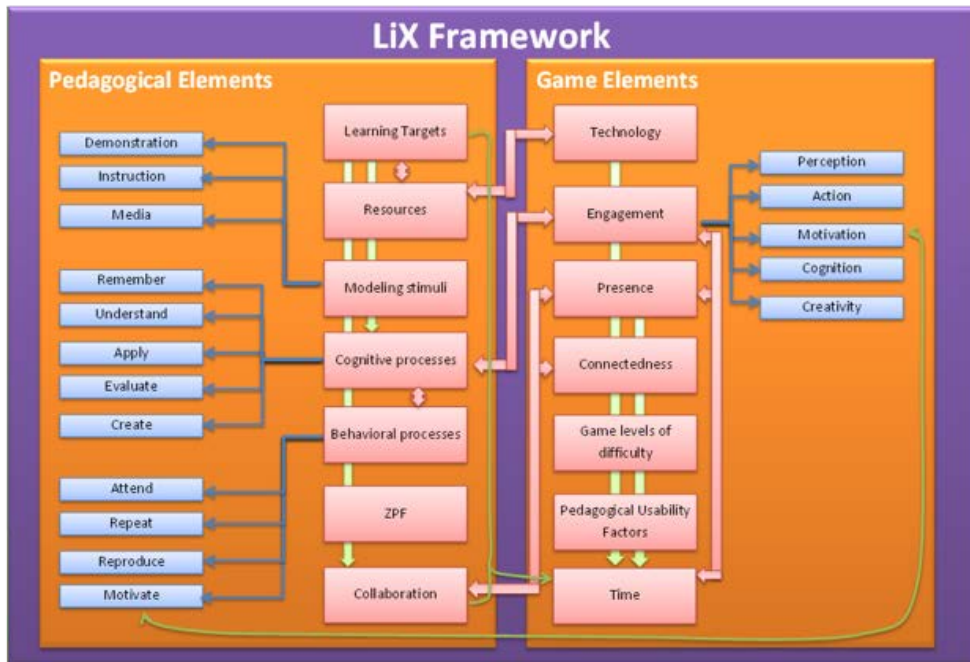 LiX Framework
Pedagogical Elements
Demonstration
Instruction
Media
Remember
Understand
Apply
Evaluate
Create
Attend
Repeat
Reproduce
Motivate
Learning Targets
Resources
Modeling stimuli
Cognitive processes
Behavioral processes
ZPF
Collaboration
Game Elements
Technology
Engagement
Presence
Connectedness
Game levels of
difficulty
Pedagogical Usability
Factors
Time
Perception
Action
Motivation
Cognition
Creativity